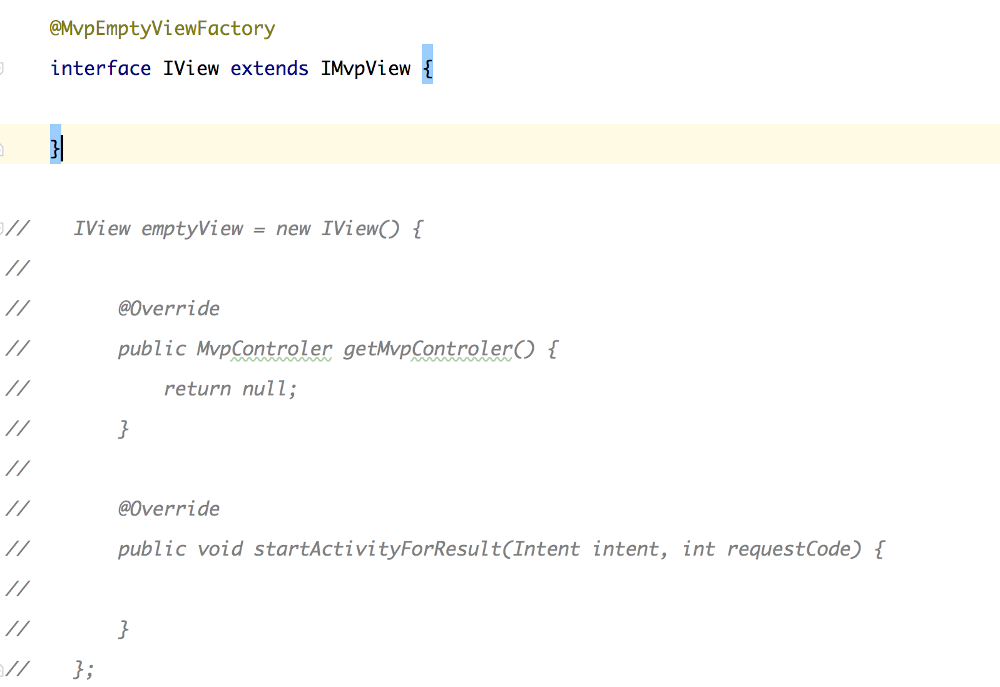 @MvpEmptyViewFactory
interface IView extends IMvpView {
}
//    IView emptyView = new IView() {
//
//        @Override
//        public MvpControler getMvpControler() {
//            return null;
//        }
//
//        @Override
//        public void startActivityForResult(Intent intent, int requestCode) {
//
//        }
//    };